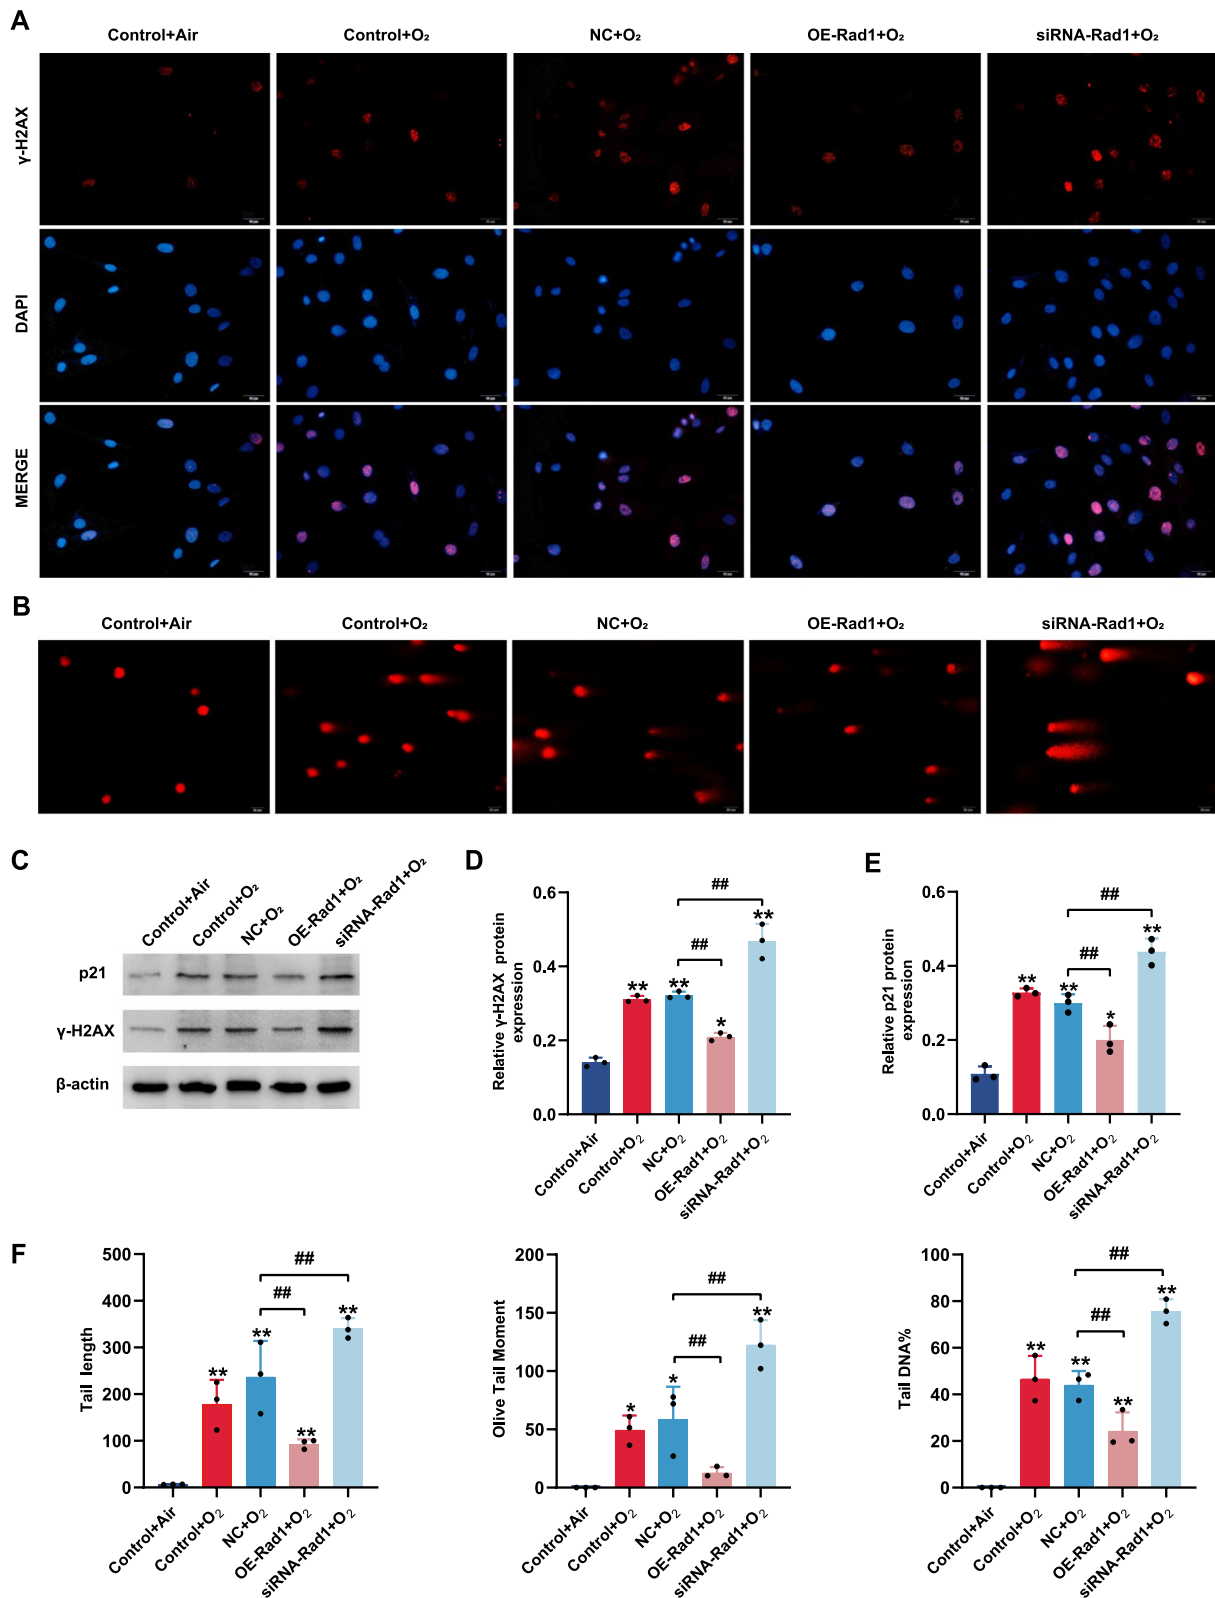 A
Control+Air
Control+O₂
NC+O₂
OE-Rad1+O₂
siRNA-Rad1+O₂
γ-H2AX
DAPI
MERGE
B
Control+Air
Control+O₂
NC+O₂
OE-Rad1+O₂
siRNA-Rad1+O₂
C
Control+Air
Control+O₂
NC+O₂
OE-Rad1+O₂
siRNA-Rad1+O₂
p21
γ-H2AX
β-actin
D
Relative γ-H2AX protein
expression
0.6
0.4
0.2
0.0
**
**
*
**
##
##
Control+Air
Control+O₂
NC+O₂
OE-Rad1+O₂
siRNA-Rad1+O₂
E
Relative p21 protein
expression
0.6
0.4
0.2
0.0
**
**
*
**
##
##
Control+Air
Control+O₂
NC+O₂
OE-Rad1+O₂
siRNA-Rad1+O₂
F
Tail length
500
400
300
200
100
0
**
**
**
**
##
##
Control+Air
Control+O₂
NC+O₂
OE-Rad1+O₂
siRNA-Rad1+O₂
Olive Tail Moment
200
150
100
50
0
*
*
**
##
##
Control+Air
Control+O₂
NC+O₂
OE-Rad1+O₂
siRNA-Rad1+O₂
Tail DNA%
100
80
60
40
20
0
**
**
**
**
##
##
Control+Air
Control+O₂
NC+O₂
OE-Rad1+O₂
siRNA-Rad1+O₂